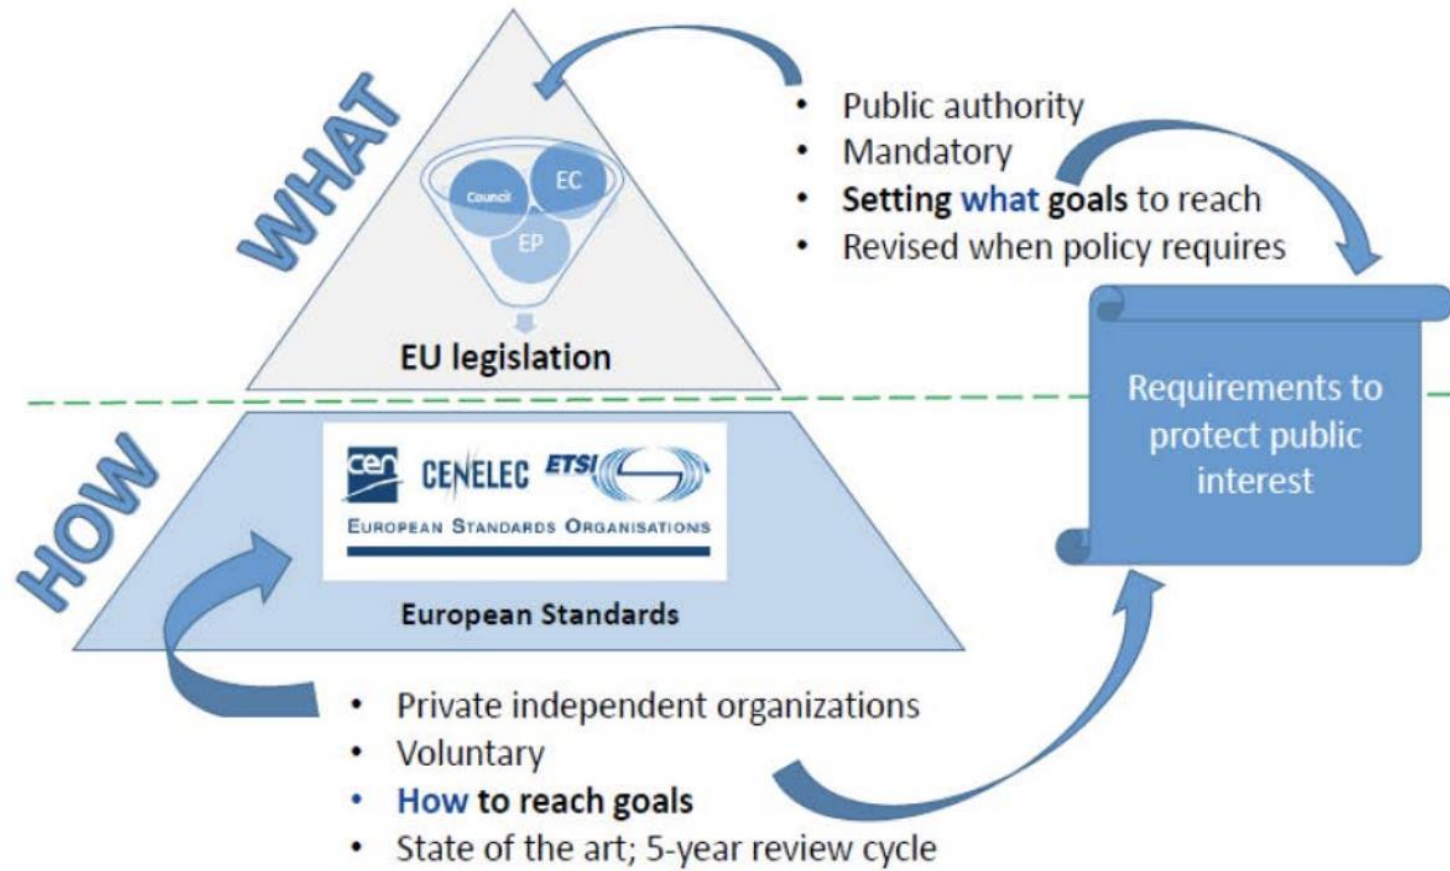 WHAT
Council
EC
EP
EU legislation
• Public authority
• Mandatory
• Setting what goals to reach
• Revised when policy requires
Requirements to
protect public
interest
HOW
cen
CENELEC
ETSI
EUROPEAN STANDARDS ORGANISATIONS
European Standards
• Private independent organizations
• Voluntary
• How to reach goals
• State of the art; 5-year review cycle